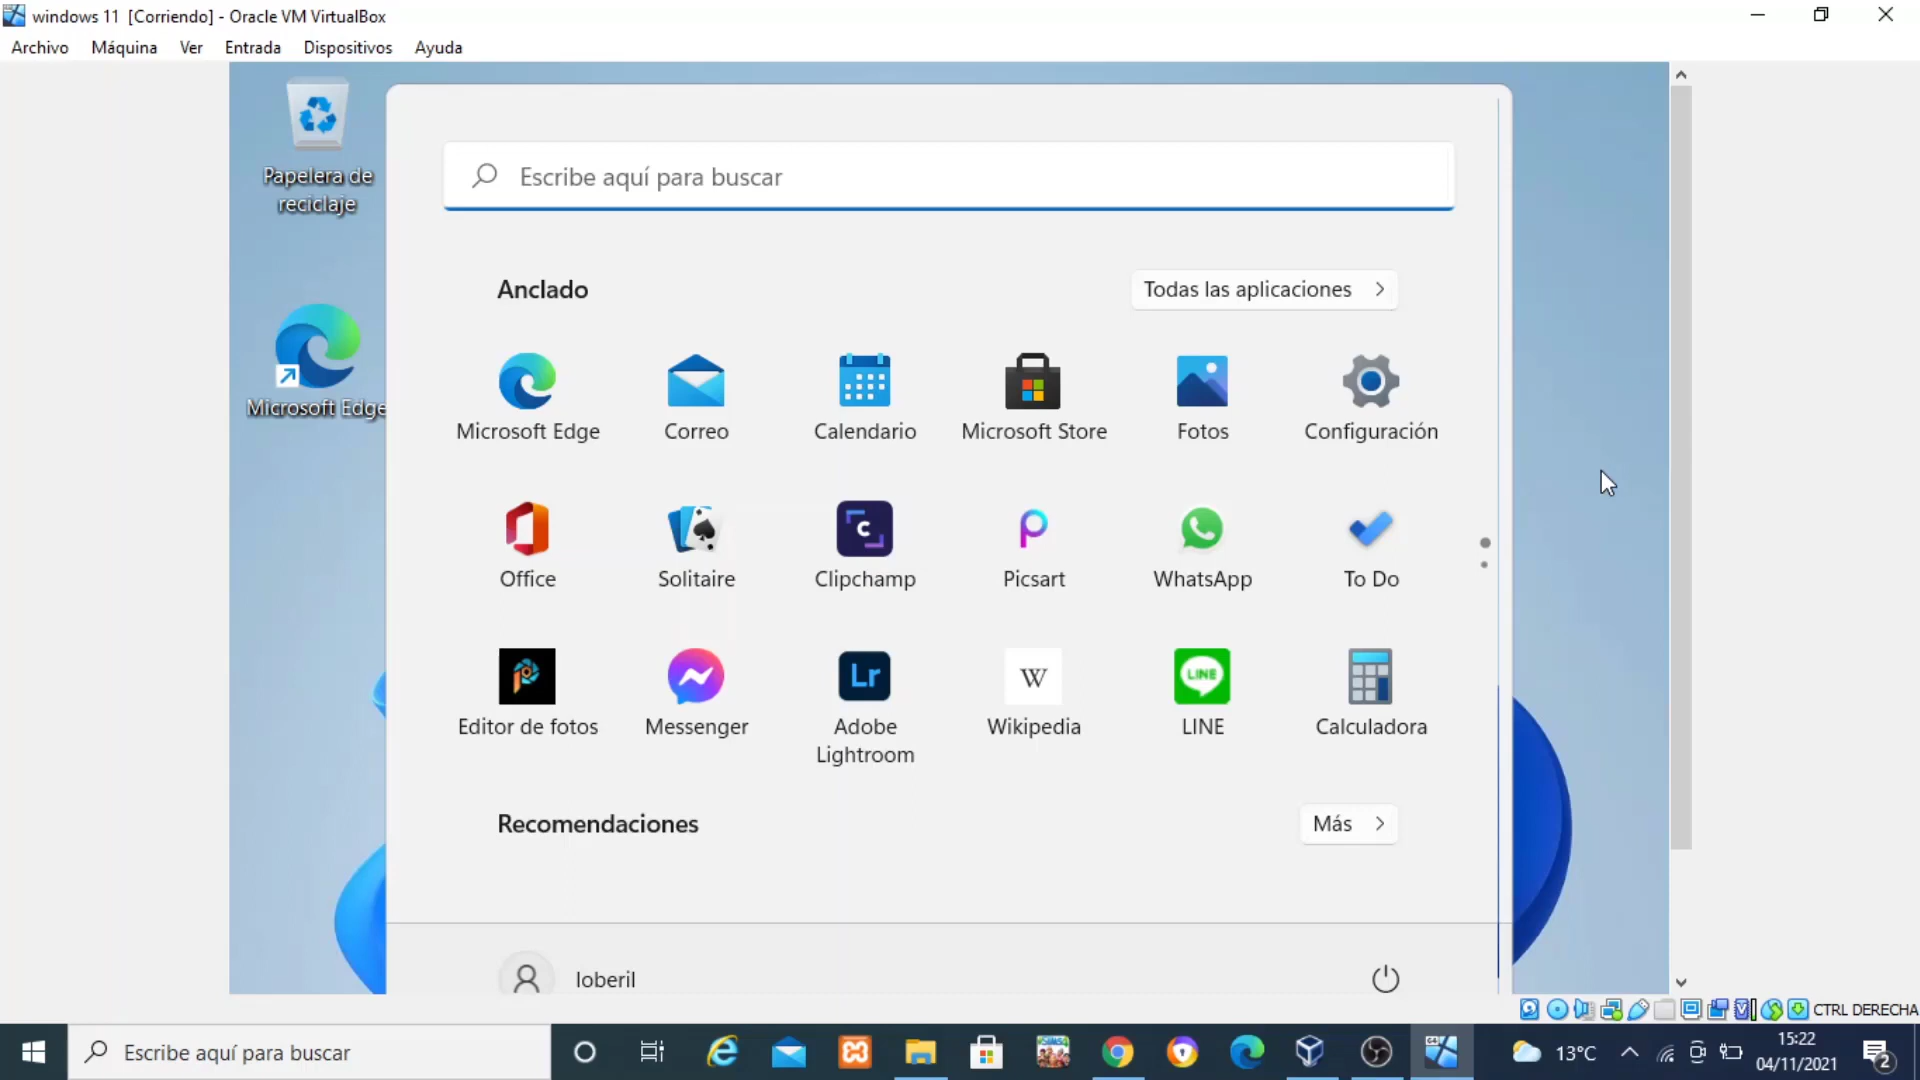 windows 11 [Corriendo] - Oracle VM VirtualBox
Archivo Máquina Ver Entrada Dispositivos Ayuda
Papelera de
reciclaje
Microsoft Edge
Escribe aquí para buscar
Anclado
Todas las aplicaciones
Microsoft Edge
Correo
Calendario
Microsoft Store
Fotos
Configuración
Office
Solitaire
Clipchamp
Picsart
WhatsApp
To Do
Editor de fotos
Messenger
Lr
Adobe
Lightroom
W
Wikipedia
LINE
LINE
Calculadora
Recomendaciones
Más
loberil
CTRL DERECHA
Escribe aquí para buscar
13°C
15:22
04/11/2021
2